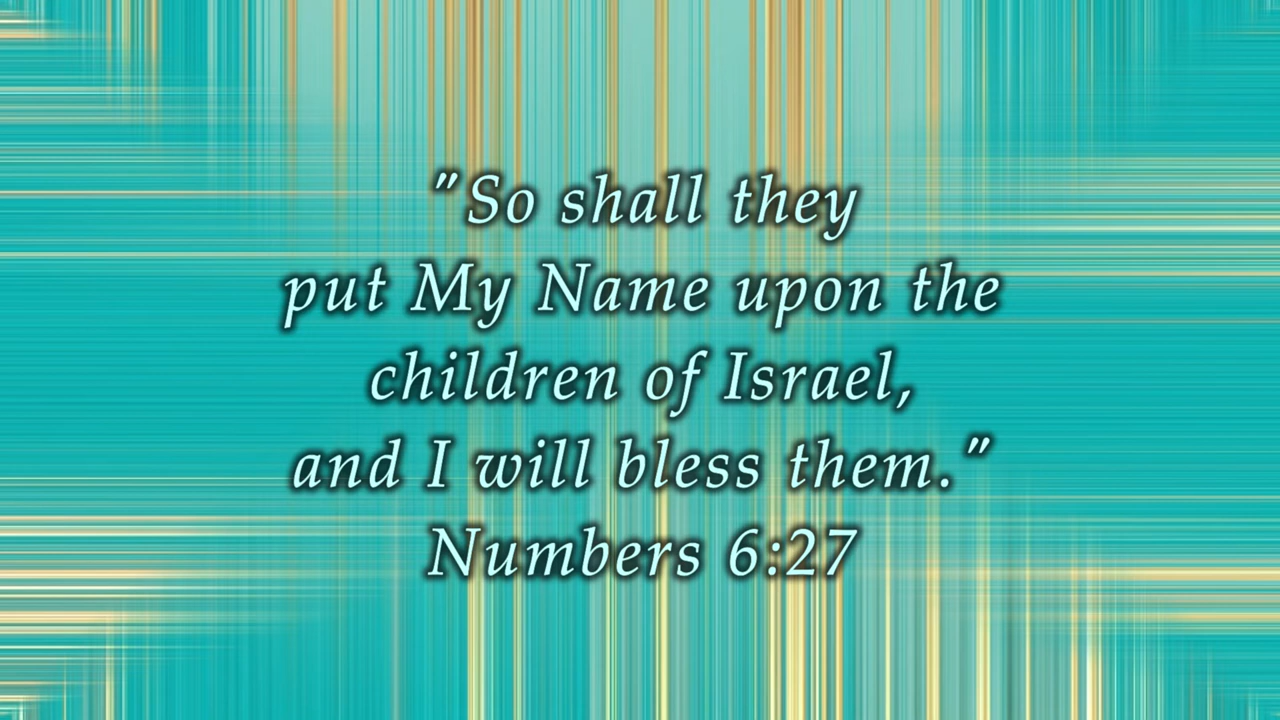 "So shall they
put My Name upon the
children of Israel,
and I will bless them."
Numbers 6:27